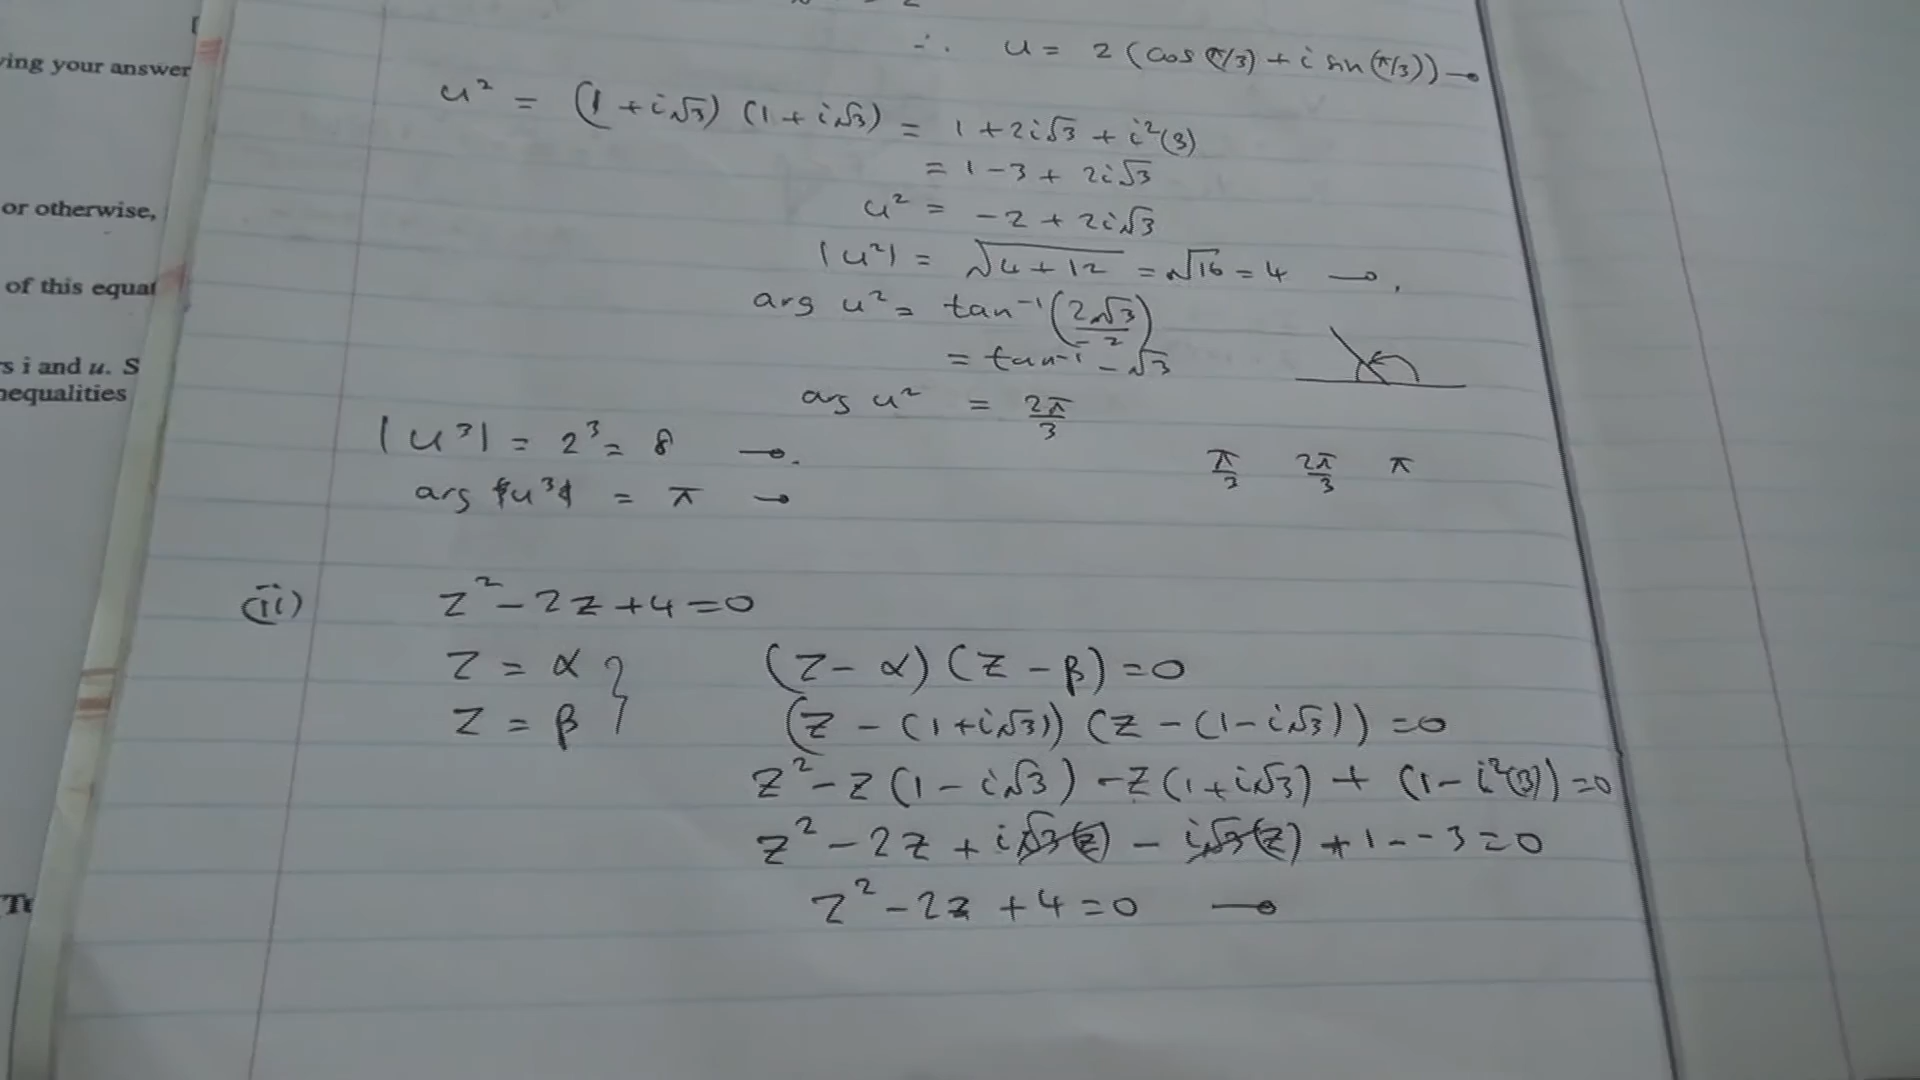 ∴ u = 2 (cos (π/3) + i sin (π/3))
ving your answer
u² = (1 + i√3) (1 + i√3) = 1 + 2i√3 + i²(3)
= 1 - 3 + 2i√3
or otherwise,
u² = -2 + 2i√3
|u²| = √4 + 12 = √16 = 4
of this equat
arg u² = tan⁻¹ (2√3/-2)
= tan⁻¹ - √3
s i and u. S
nequalities
arg u² = 2π/3
|u³| = 2³ = 8
π/3 2π/3 π
arg u³ = π
(ii) z² - 2z + 4 = 0
z = α } (z - α) (z - β) = 0
z = β } (z - (1 + i√3)) (z - (1 - i√3)) = 0
z² - z (1 - i√3) - z (1 + i√3) + (1 - i²(3)) = 0
z² - 2z + i√3(z) - i√3(z) + 1 - - 3 = 0
z² - 2z + 4 = 0